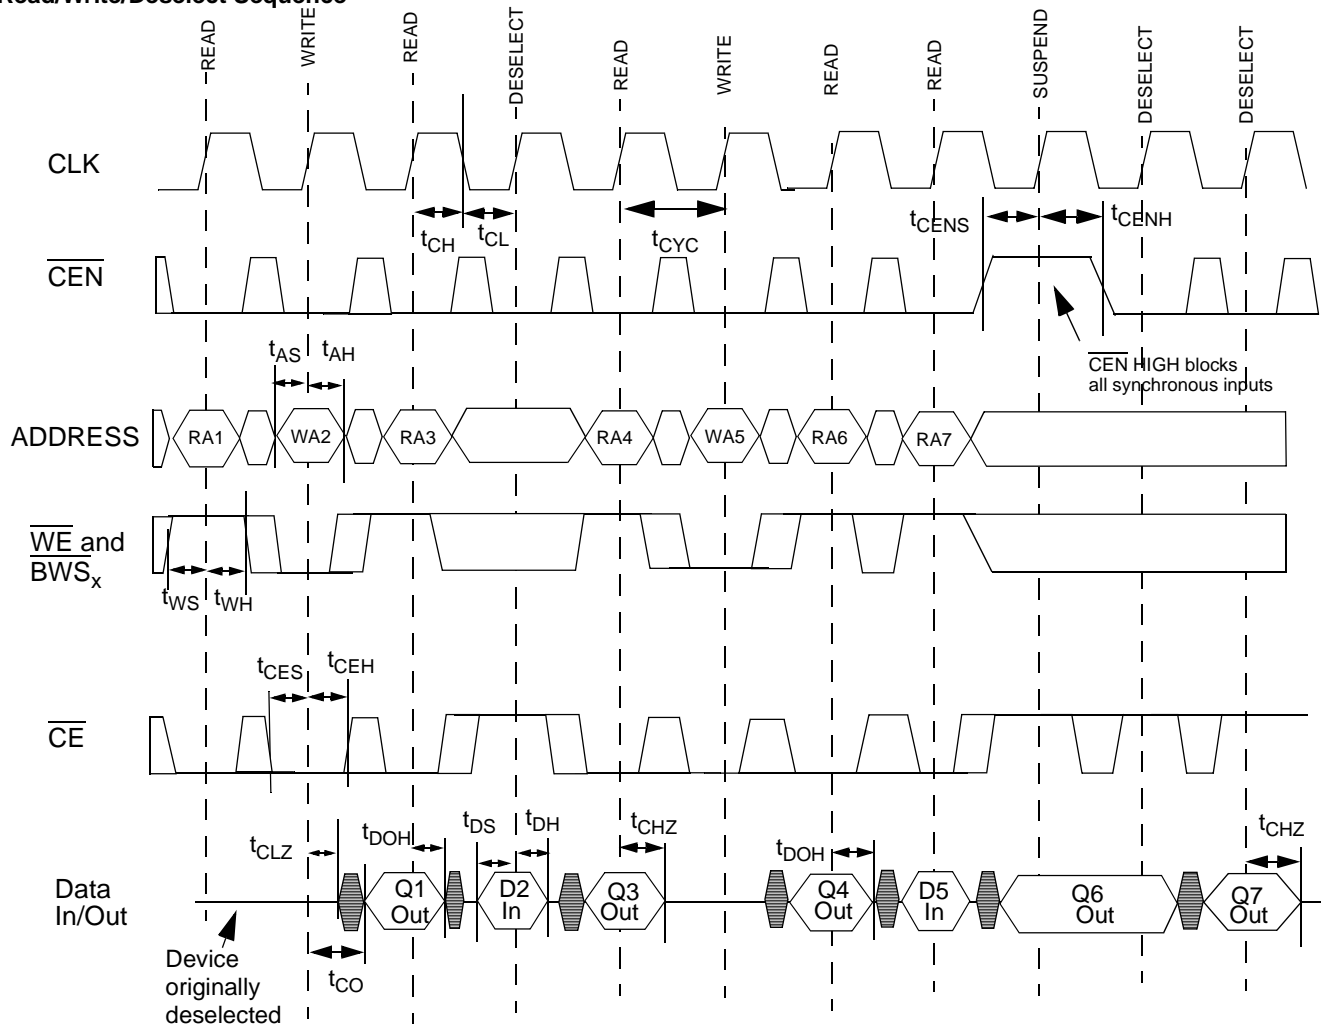 Read/Write/Deselect Sequence
READ
WRITE
READ
DESELECT
READ
WRITE
READ
READ
SUSPEND
DESELECT
DESELECT
CLK
tCH
tCL
tCYC
tCENS
tCENH
CEN
CEN HIGH blocks
all synchronous inputs
tAS
tAH
ADDRESS
RA1
WA2
RA3
RA4
WA5
RA6
RA7
WE and
BWSx
tWS
tWH
tCES
tCEH
CE
tCLZ
tDOH
tDS
tDH
tCHZ
tDOH
tCHZ
Data
In/Out
Q1
Out
D2
In
Q3
Out
Q4
Out
D5
In
Q6
Out
Q7
Out
tCO
Device
originally
deselected